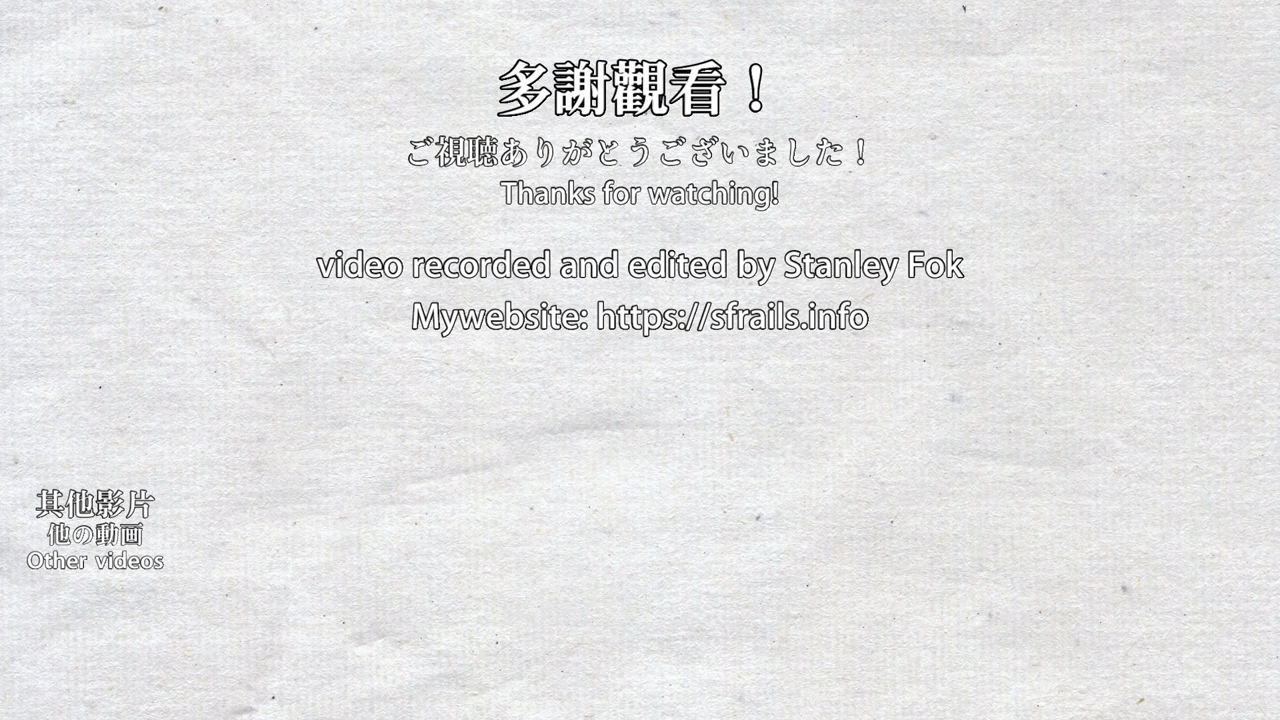 多謝觀看！
ご視聴ありがとうございました！
Thanks for watching!
video recorded and edited by Stanley Fok
Mywebsite: https://sfrails.info
其他影片
他の動画
Other videos